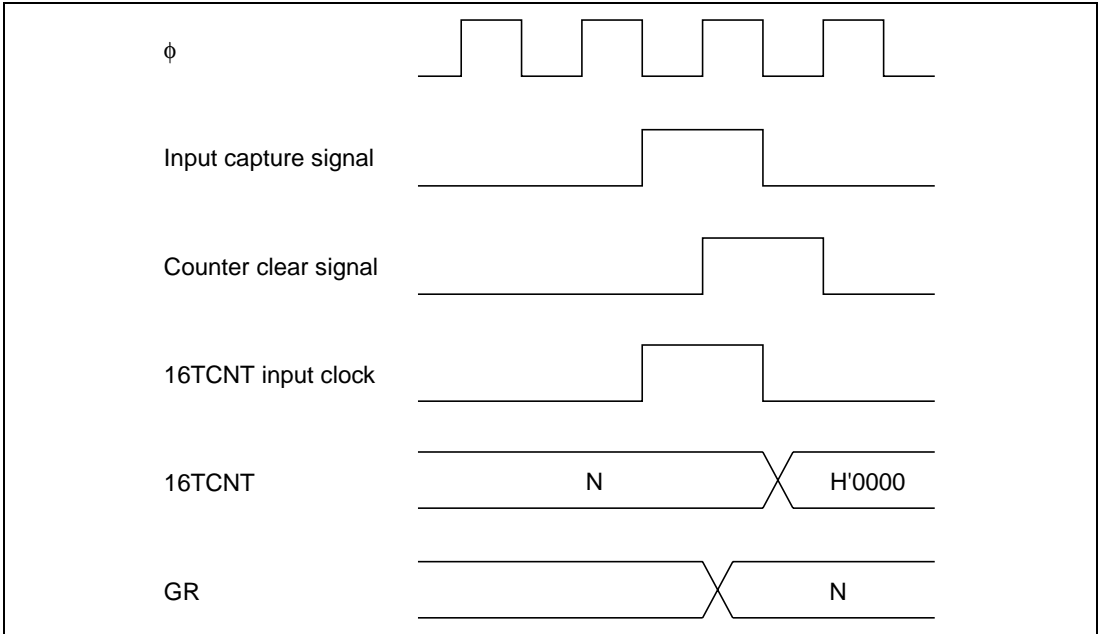 ϕ
Input capture signal
Counter clear signal
16TCNT input clock
16TCNT N H'0000
GR N